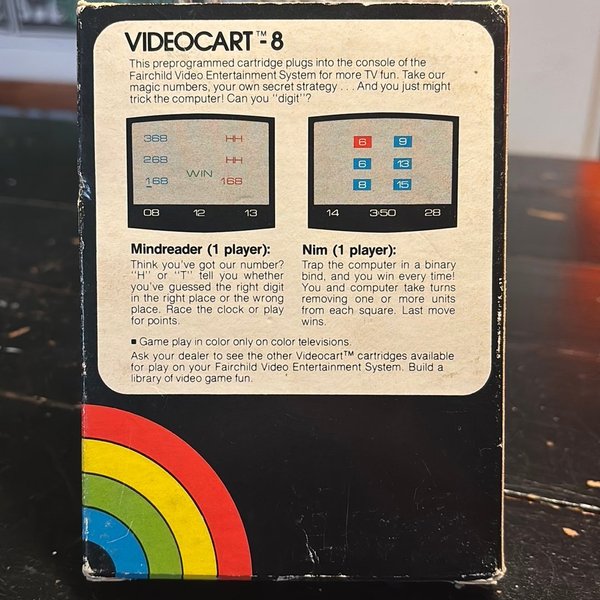 VIDEOCART™-8
This preprogrammed cartridge plugs into the console of the
Fairchild Video Entertainment System for more TV fun. Take our
magic numbers, your own secret strategy . . . And you just might
trick the computer! Can you "digit"?
368 HH
268 HH
WIN
168 168
08 12 13
6 9
6 13
8 15
14 3:50 28
Mindreader (1 player):
Think you've got our number?
"H" or "T" tell you whether
you've guessed the right digit
in the right place or the wrong
place. Race the clock or play
for points.
Nim (1 player):
Trap the computer in a binary
bind, and you win every time!
You and computer take turns
removing one or more units
from each square. Last move
wins.
■ Game play in color only on color televisions.
Ask your dealer to see the other Videocart™ cartridges available
for play on your Fairchild Video Entertainment System. Build a
library of video game fun.